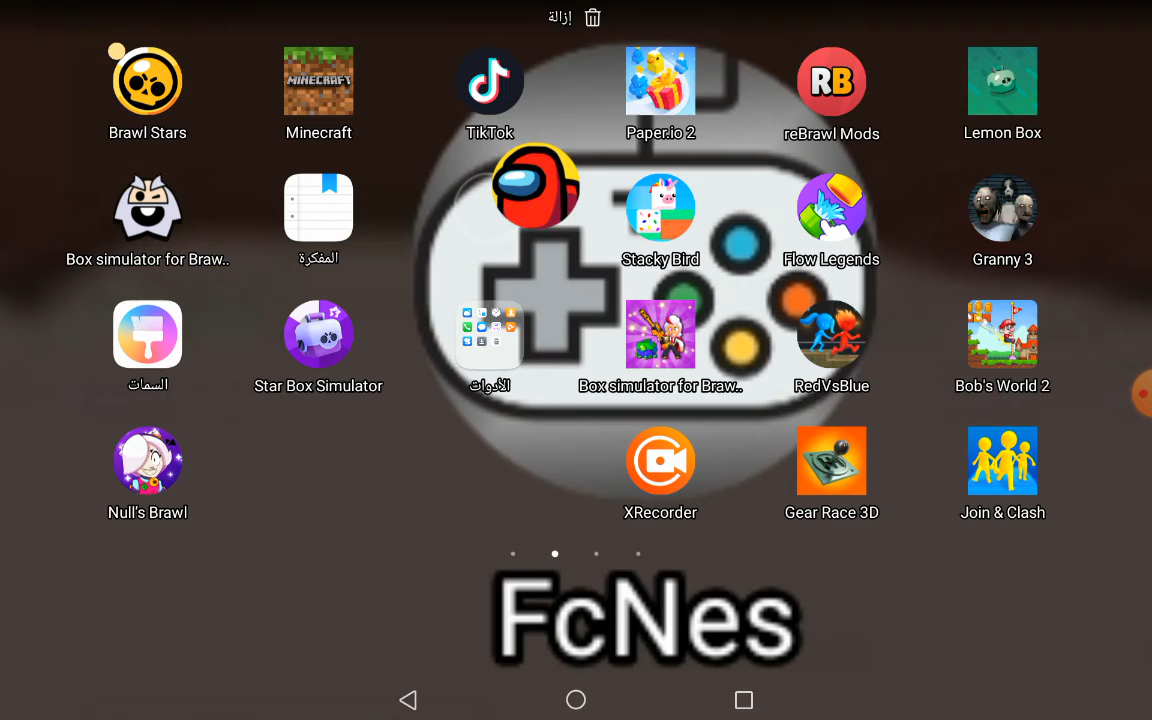 إزالة
MINECRAFT
RB
Brawl Stars
Minecraft
TikTok
Paper.io 2
reBrawl Mods
Lemon Box
Box simulator for Braw..
المفكرة
Stacky Bird
Flow Legends
Granny 3
السمات
Star Box Simulator
الأدوات
Box simulator for Braw..
RedVsBlue
Bob's World 2
Null's Brawl
XRecorder
Gear Race 3D
Join & Clash
FcNes